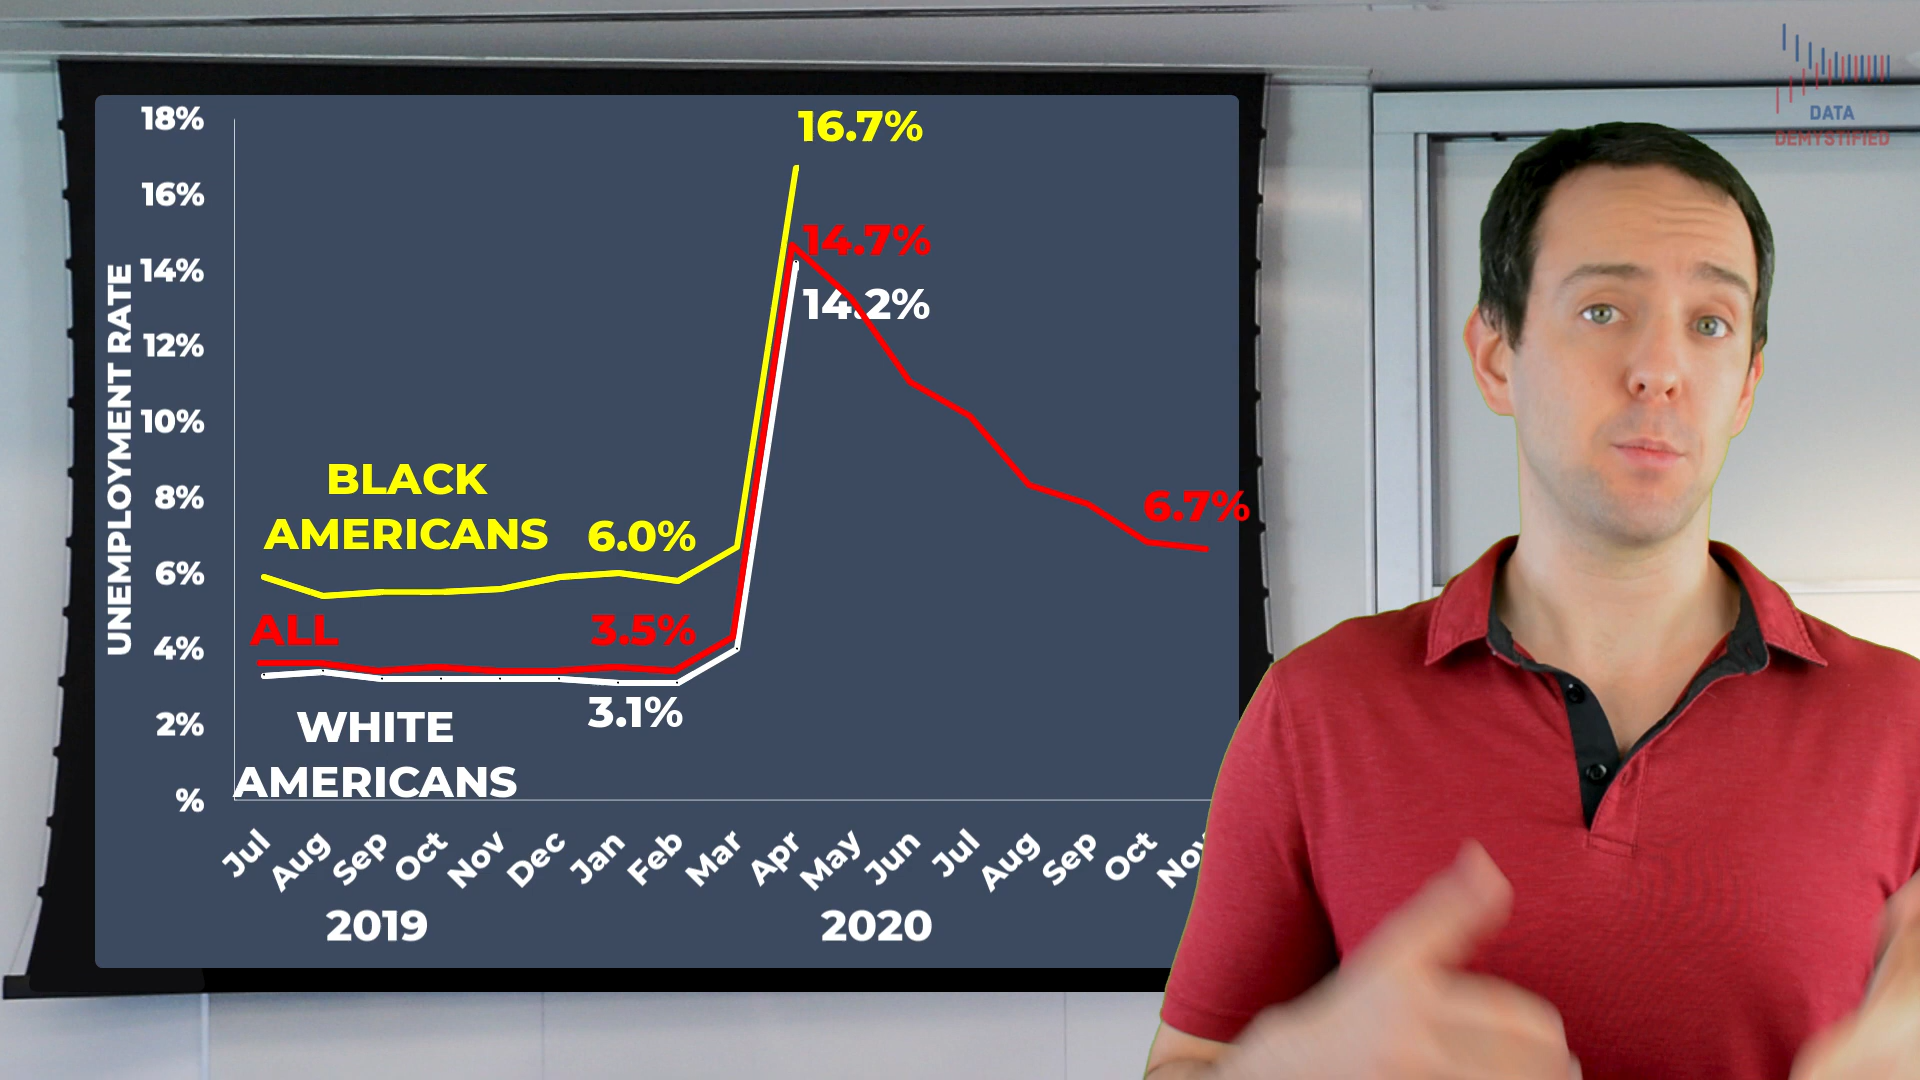 DATA
DEMYSTIFIED
18%
16%
14%
12%
10%
8%
6%
4%
2%
%
UNEMPLOYMENT RATE
16.7%
14.7%
14.2%
BLACK
AMERICANS
6.0%
6.7%
ALL
3.5%
3.1%
WHITE
AMERICANS
Jul Aug Sep Oct Nov Dec Jan Feb Mar Apr May Jun Jul Aug Sep Oct Nov
2019 2020